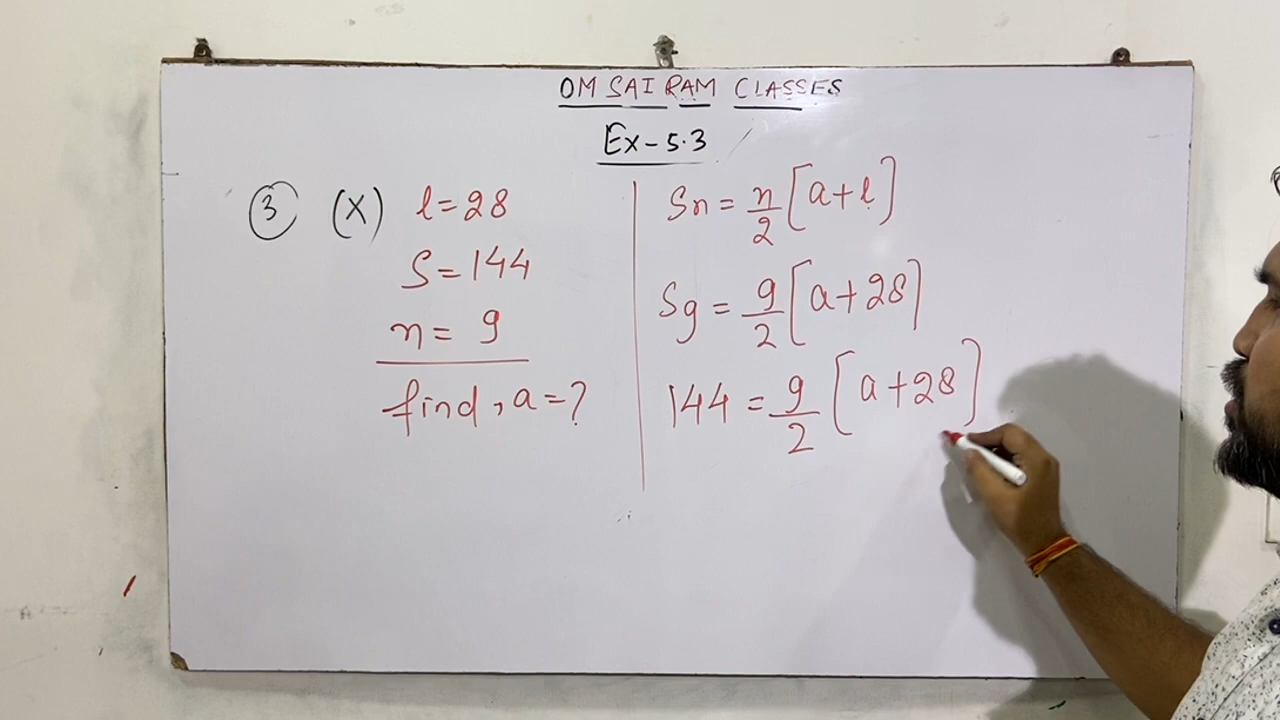 OM SAI RAM CLASSES
Ex-5.3
③ (X) l=28
S=144
n= 9
find, a=?
Sn = n/2 [a+l]
S9 = 9/2 [a+28]
144 = 9/2 [a+28]